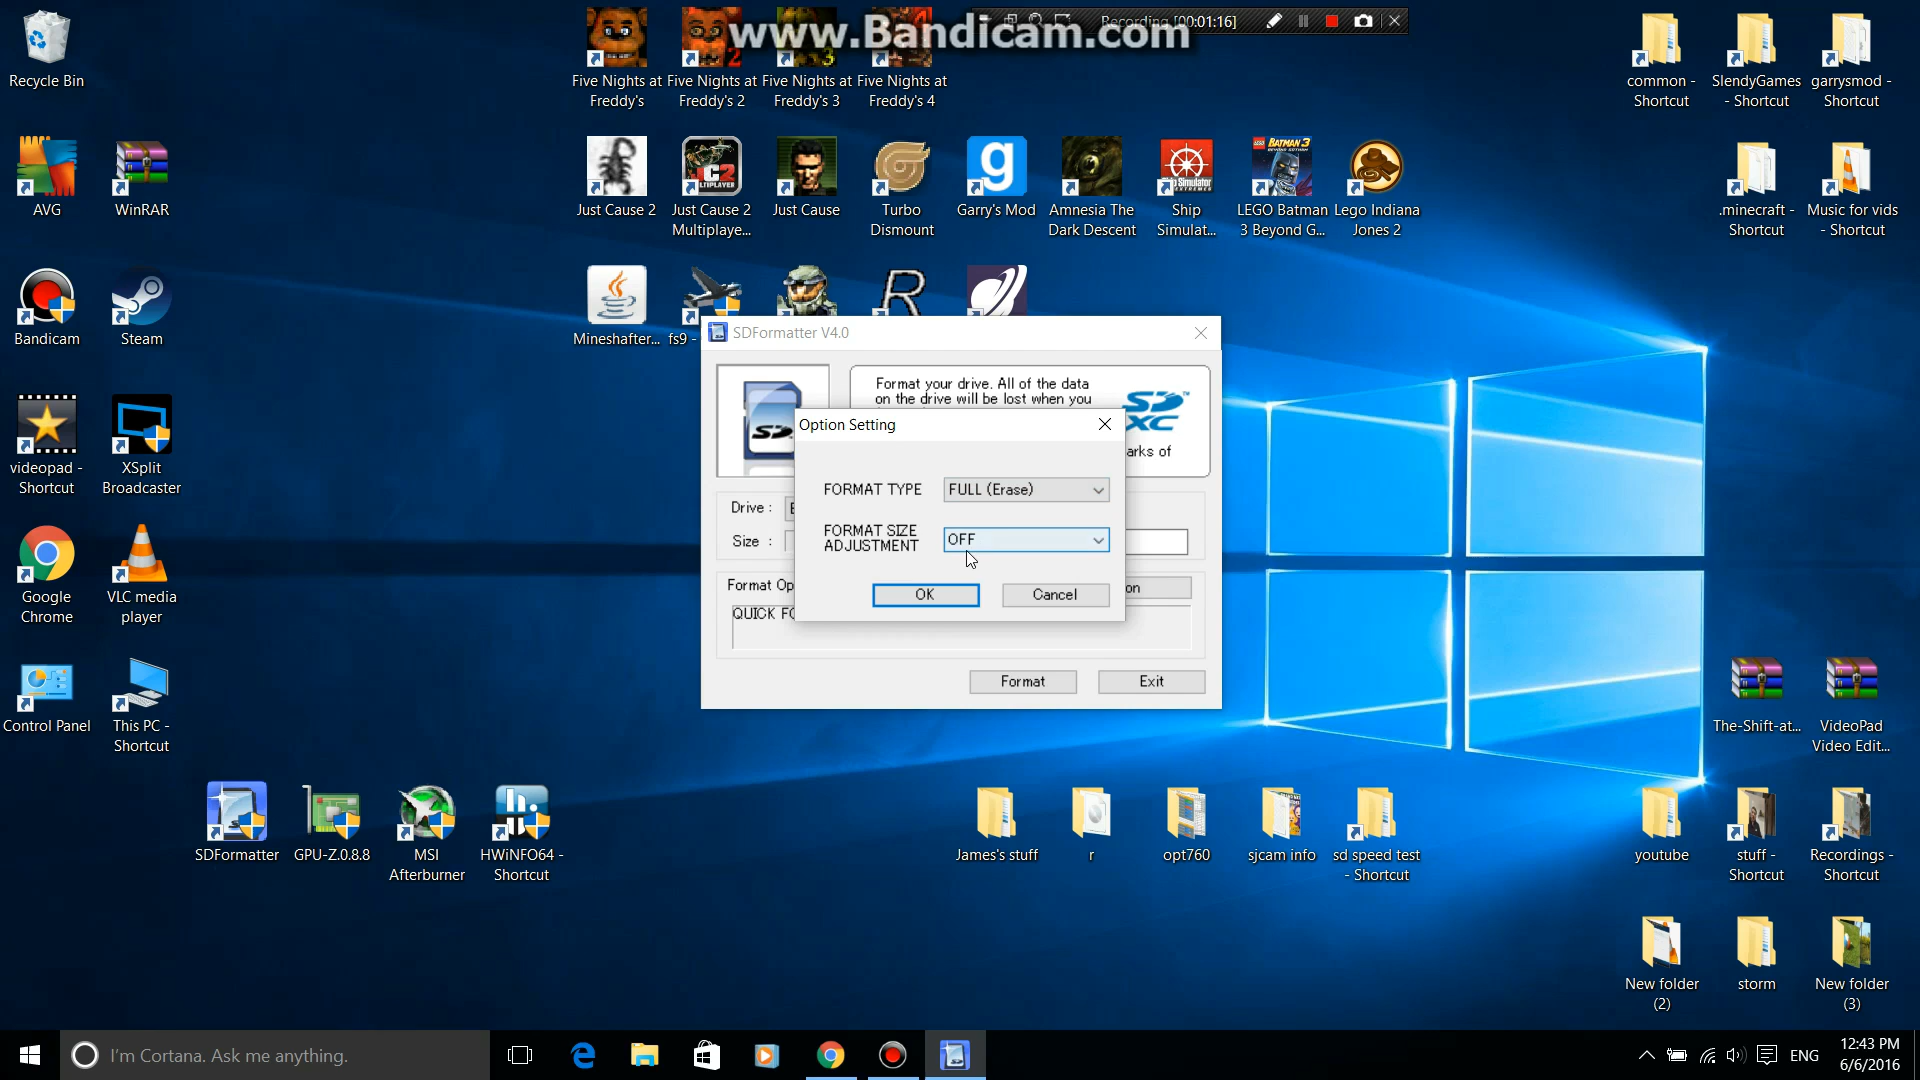 www.Bandicam.com
Recording [00:01:16]
Recycle Bin
Five Nights at
Freddy's
Five Nights at
Freddy's 2
Five Nights at
Freddy's 3
Five Nights at
Freddy's 4
common -
Shortcut
SlendyGames
- Shortcut
garrysmod -
Shortcut
AVG
WinRAR
Just Cause 2
Just Cause 2
Multiplaye...
Just Cause
Turbo
Dismount
Garry's Mod
Amnesia The
Dark Descent
Ship
Simulat...
LEGO Batman
3 Beyond G...
Lego Indiana
Jones 2
.minecraft -
Shortcut
Music for vids
- Shortcut
Bandicam
Steam
Mineshafter...
fs9 -
SDFormatter V4.0
Format your drive. All of the data
on the drive will be lost when you
SD
XC
arks of
Option Setting
FORMAT TYPE
FULL (Erase)
FORMAT SIZE
ADJUSTMENT
OFF
OK
Cancel
Drive :
Size :
Format Op
on
QUICK FO
Format
Exit
videopad -
Shortcut
XSplit
Broadcaster
Google
Chrome
VLC media
player
Control Panel
This PC -
Shortcut
The-Shift-at...
VideoPad
Video Edit...
SDFormatter
GPU-Z.0.8.8
MSI
Afterburner
HWiNFO64 -
Shortcut
James's stuff
r
opt760
sjcam info
sd speed test
- Shortcut
youtube
stuff -
Shortcut
Recordings -
Shortcut
New folder
(2)
storm
New folder
(3)
I'm Cortana. Ask me anything.
ENG
12:43 PM
6/6/2016